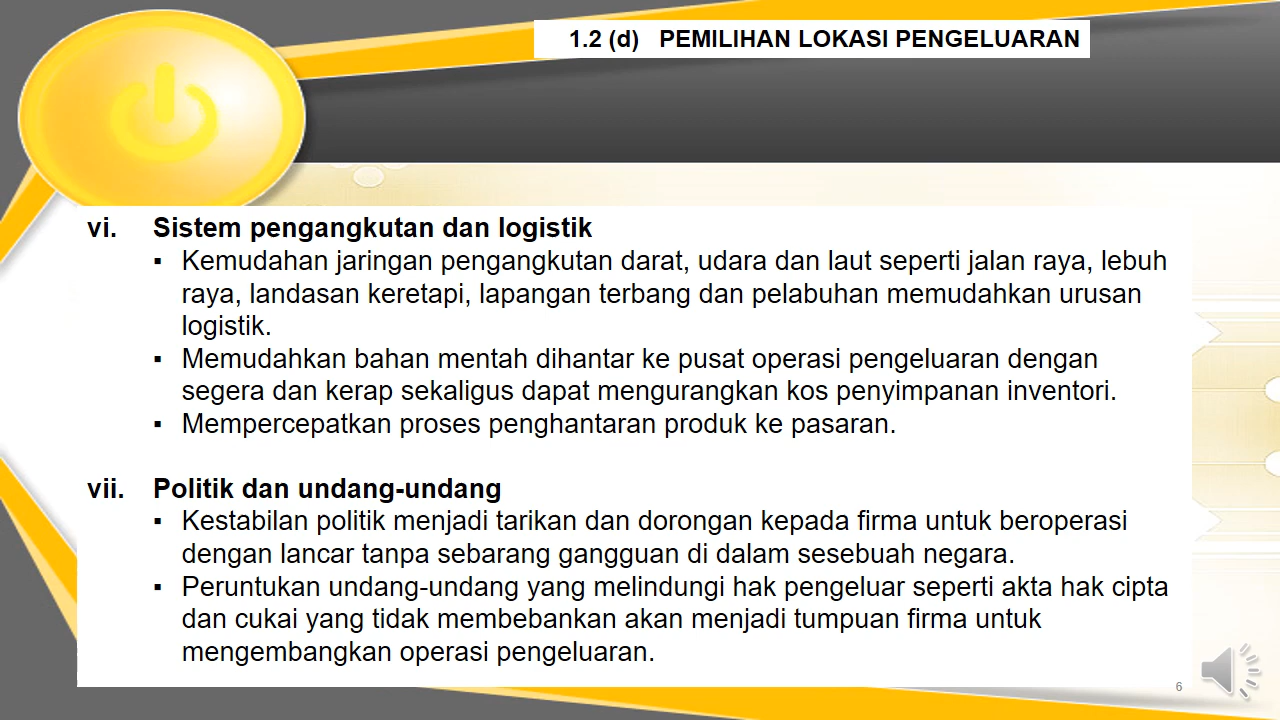 1.2 (d) PEMILIHAN LOKASI PENGELUARAN
vi. Sistem pengangkutan dan logistik
▪ Kemudahan jaringan pengangkutan darat, udara dan laut seperti jalan raya, lebuh
raya, landasan keretapi, lapangan terbang dan pelabuhan memudahkan urusan
logistik.
▪ Memudahkan bahan mentah dihantar ke pusat operasi pengeluaran dengan
segera dan kerap sekaligus dapat mengurangkan kos penyimpanan inventori.
▪ Mempercepatkan proses penghantaran produk ke pasaran.
vii. Politik dan undang-undang
▪ Kestabilan politik menjadi tarikan dan dorongan kepada firma untuk beroperasi
dengan lancar tanpa sebarang gangguan di dalam sesebuah negara.
▪ Peruntukan undang-undang yang melindungi hak pengeluar seperti akta hak cipta
dan cukai yang tidak membebankan akan menjadi tumpuan firma untuk
mengembangkan operasi pengeluaran.
6